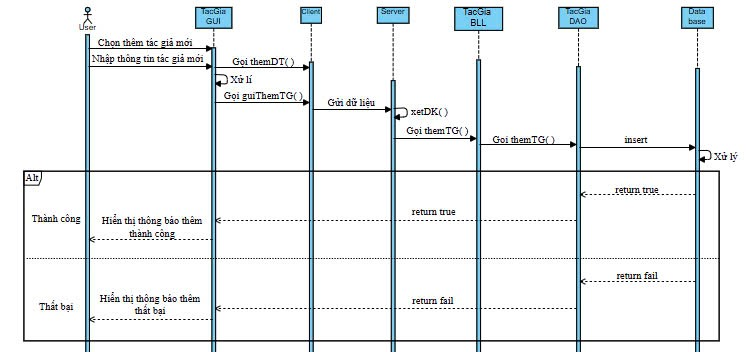 User
TacGia
GUI
Client
Server
TacGia
BLL
TacGia
DAO
Data
base
Chọn thêm tác giả mới
Nhập thông tin tác giả mới
Gọi themDT( )
Xử lí
Gọi guiThemTG( )
Gửi dữ liệu
xetDK( )
Gọi themTG( )
Gọi themTG( )
insert
Xử lý
Alt
return true
Thành công
Hiển thị thông báo thêm
thành công
return true
return fail
Thất bại
Hiển thị thông báo thêm
thất bại
return fail